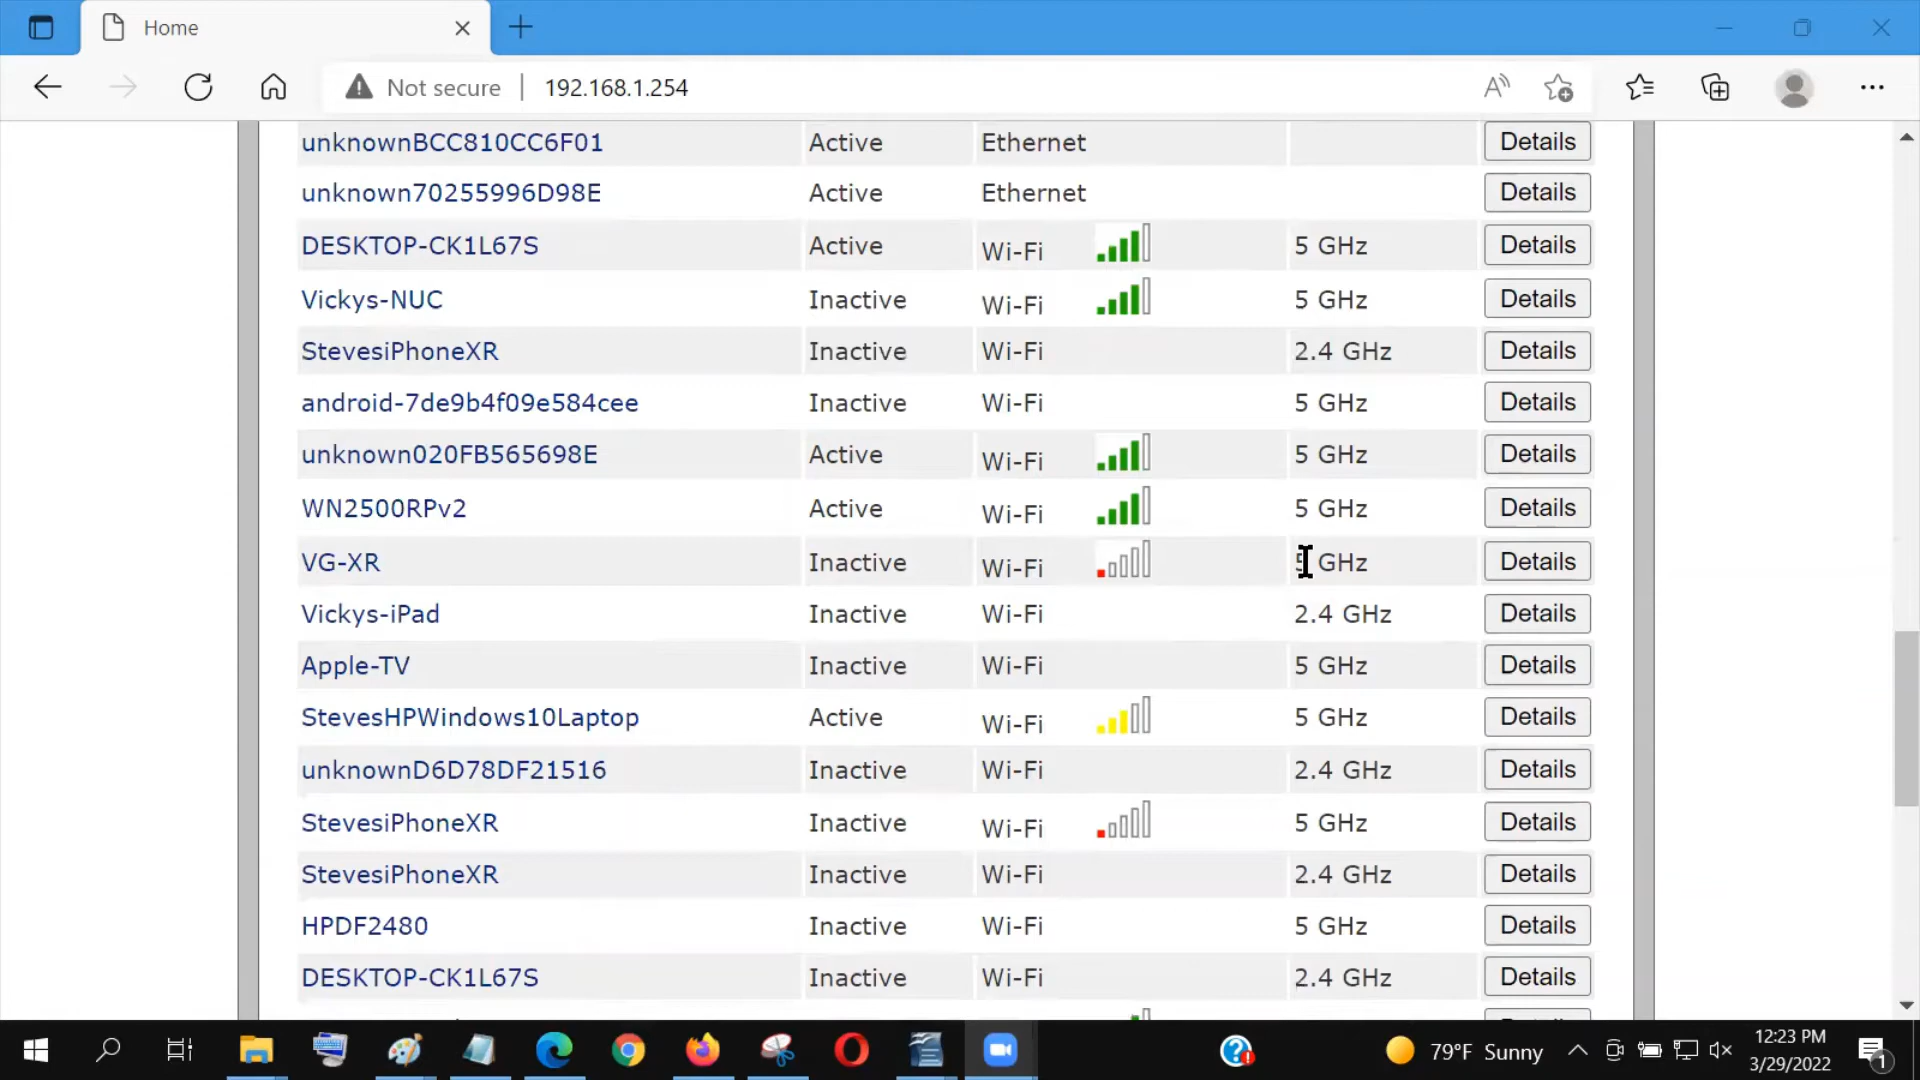 Home
Not secure 192.168.1.254
unknownBCC810CC6F01 Active Ethernet Details
unknown70255996D98E Active Ethernet Details
DESKTOP-CK1L67S Active Wi-Fi 5 GHz Details
Vickys-NUC Inactive Wi-Fi 5 GHz Details
StevesiPhoneXR Inactive Wi-Fi 2.4 GHz Details
android-7de9b4f09e584cee Inactive Wi-Fi 5 GHz Details
unknown020FB565698E Active Wi-Fi 5 GHz Details
WN2500RPv2 Active Wi-Fi 5 GHz Details
VG-XR Inactive Wi-Fi 5 GHz Details
Vickys-iPad Inactive Wi-Fi 2.4 GHz Details
Apple-TV Inactive Wi-Fi 5 GHz Details
StevesHPWindows10Laptop Active Wi-Fi 5 GHz Details
unknownD6D78DF21516 Inactive Wi-Fi 2.4 GHz Details
StevesiPhoneXR Inactive Wi-Fi 5 GHz Details
StevesiPhoneXR Inactive Wi-Fi 2.4 GHz Details
HPDF2480 Inactive Wi-Fi 5 GHz Details
DESKTOP-CK1L67S Inactive Wi-Fi 2.4 GHz Details
79°F Sunny
12:23 PM
3/29/2022
1